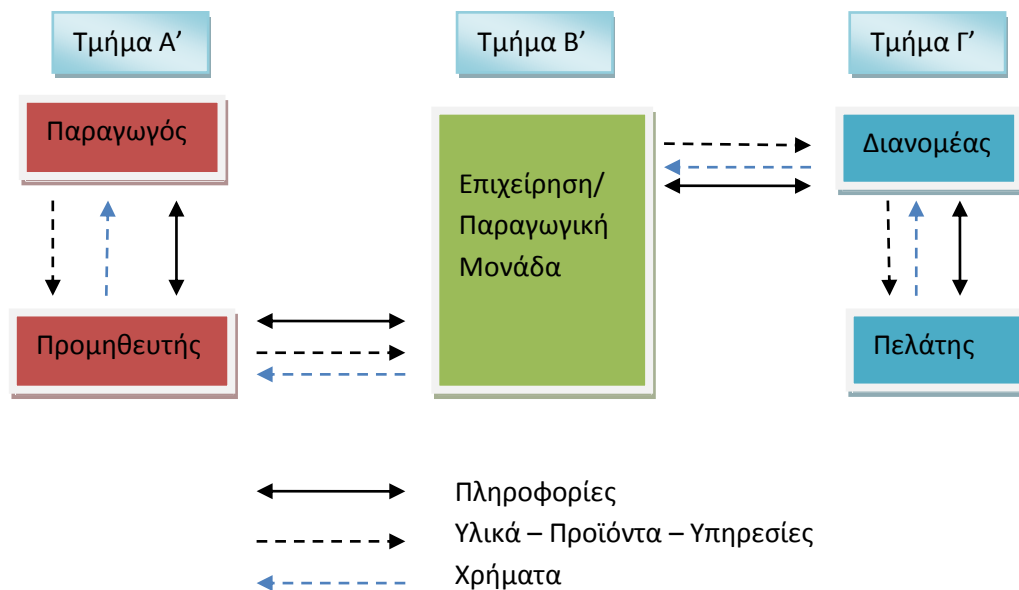 Τμήμα Α’
Τμήμα Β’
Τμήμα Γ’
Παραγωγός
Προμηθευτής
Επιχείρηση/
Παραγωγική
Μονάδα
Διανομέας
Πελάτης
Πληροφορίες
Υλικά – Προϊόντα – Υπηρεσίες
Χρήματα